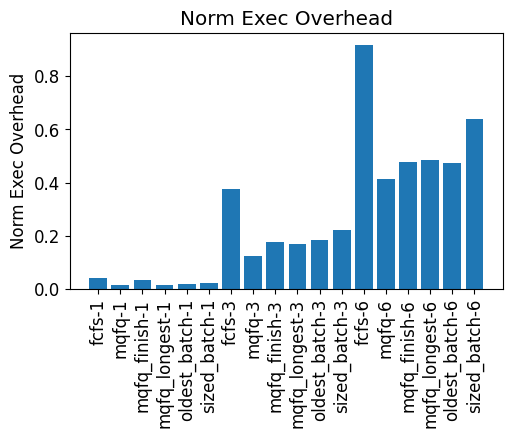 Norm Exec Overhead
Norm Exec Overhead
0.8
0.6
0.4
0.2
0.0
fcfs-1
mqfq-1
mqfq_finish-1
mqfq_longest-1
oldest_batch-1
sized_batch-1
fcfs-3
mqfq-3
mqfq_finish-3
mqfq_longest-3
oldest_batch-3
sized_batch-3
fcfs-6
mqfq-6
mqfq_finish-6
mqfq_longest-6
oldest_batch-6
sized_batch-6